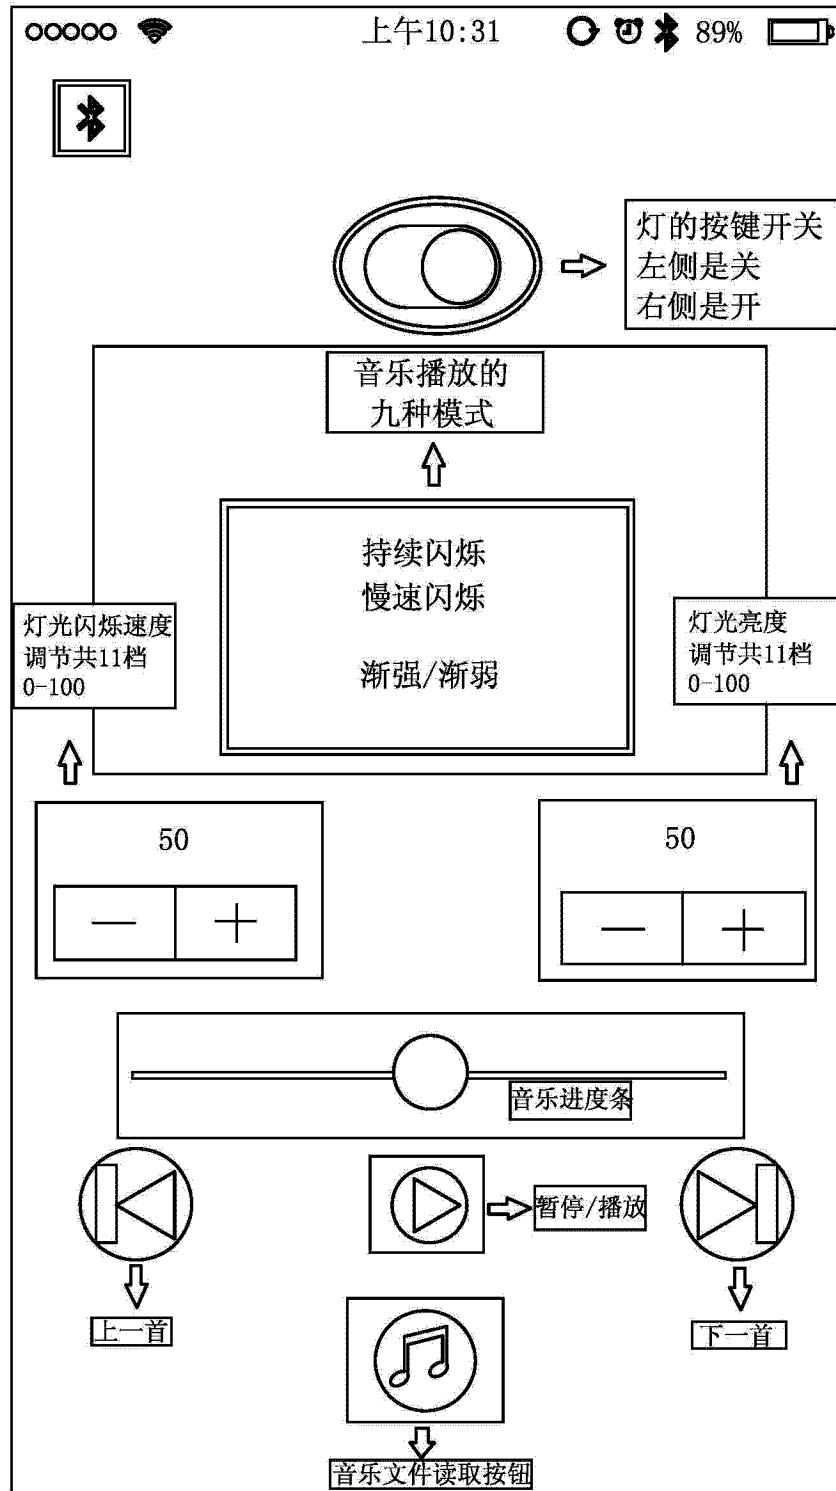 上午10:31
89%
灯的按键开关
左侧是关
右侧是开
音乐播放的
九种模式
持续闪烁
慢速闪烁
渐强/渐弱
灯光闪烁速度
调节共11档
0-100
灯光亮度
调节共11档
0-100
50
50
音乐进度条
暂停/播放
上一首
下一首
音乐文件读取按钮